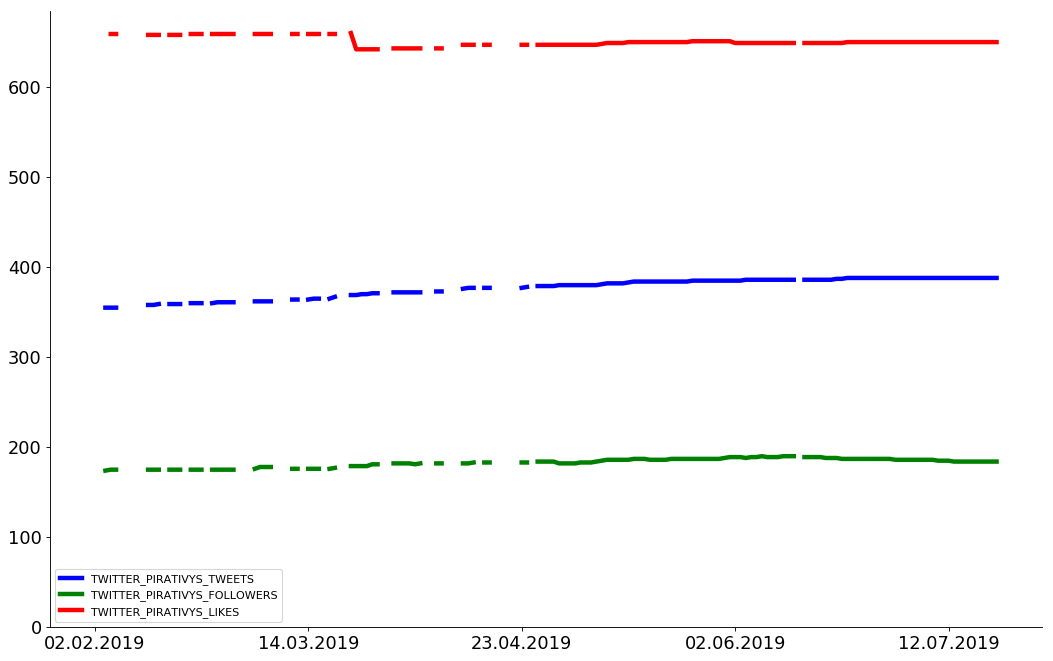 600
500
400
300
200
100
0
TWITTER_PIRATIVYS_TWEETS
TWITTER_PIRATIVYS_FOLLOWERS
TWITTER_PIRATIVYS_LIKES
02.02.2019 14.03.2019 23.04.2019 02.06.2019 12.07.2019